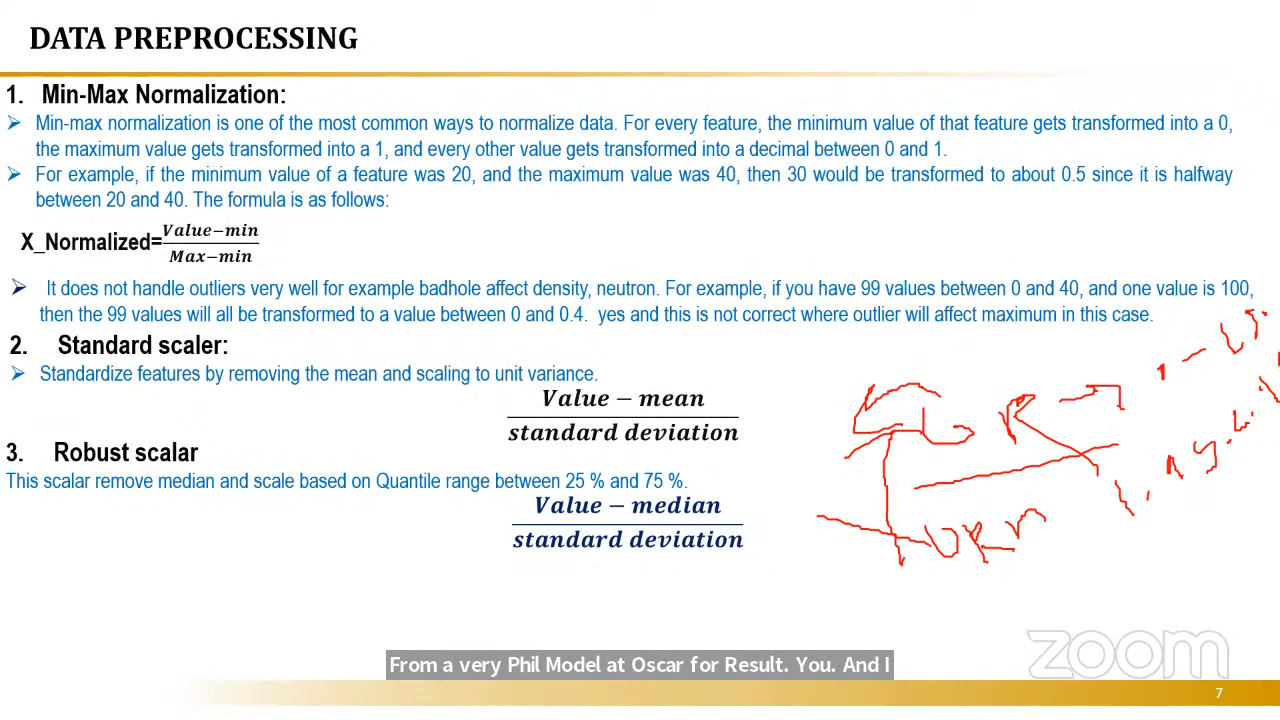 DATA PREPROCESSING
1. Min-Max Normalization:
➢ Min-max normalization is one of the most common ways to normalize data. For every feature, the minimum value of that feature gets transformed into a 0,
the maximum value gets transformed into a 1, and every other value gets transformed into a decimal between 0 and 1.
➢ For example, if the minimum value of a feature was 20, and the maximum value was 40, then 30 would be transformed to about 0.5 since it is halfway
between 20 and 40. The formula is as follows:
X_Normalized=
Value−min
Max−min
➢ It does not handle outliers very well for example badhole affect density, neutron. For example, if you have 99 values between 0 and 40, and one value is 100,
then the 99 values will all be transformed to a value between 0 and 0.4. yes and this is not correct where outlier will affect maximum in this case.
2. Standard scaler:
➢ Standardize features by removing the mean and scaling to unit variance.
Value − mean
standard deviation
3. Robust scalar
This scalar remove median and scale based on Quantile range between 25 % and 75 %.
Value − median
standard deviation
zoom
From a very Phil Model at Oscar for Result. You. And I
7